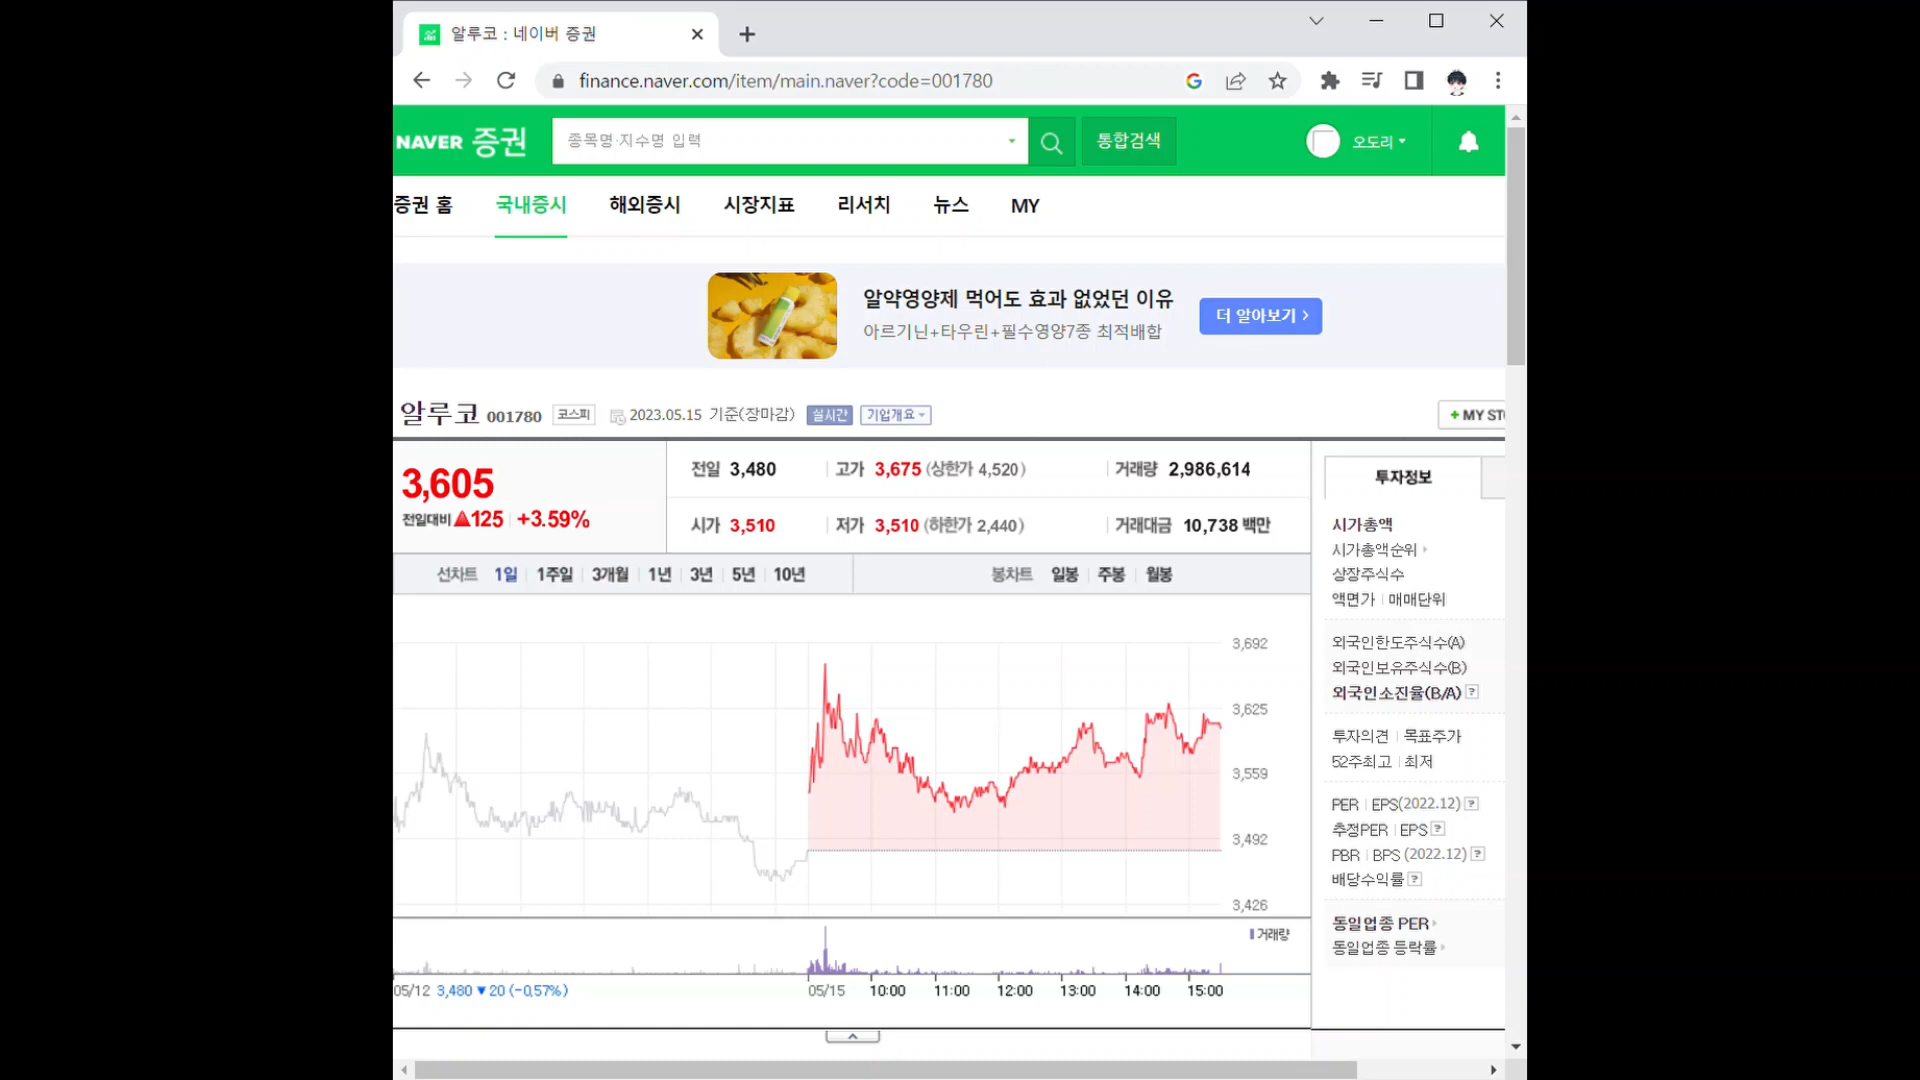 알루코 : 네이버 증권
finance.naver.com/item/main.naver?code=001780
NAVER 증권
종목명·지수명 입력
통합검색
오도리
증권 홈 국내증시 해외증시 시장지표 리서치 뉴스 MY
알약영양제 먹어도 효과 없었던 이유
아르기닌+타우린+필수영양7종 최적배합
더 알아보기 >
알루코 001780 코스피 2023.05.15 기준(장마감) 실시간 기업개요
+ MY ST
3,605
전일대비 ▲125 +3.59%
전일 3,480 고가 3,675 (상한가 4,520) 거래량 2,986,614
시가 3,510 저가 3,510 (하한가 2,440) 거래대금 10,738 백만
선차트 1일 1주일 3개월 1년 3년 5년 10년 봉차트 일봉 주봉 월봉
3,692
3,625
3,559
3,492
3,426
거래량
05/12 3,480 ▼ 20 (-0.57%) 05/15 10:00 11:00 12:00 13:00 14:00 15:00
투자정보
시가총액
시가총액순위
상장주식수
액면가 매매단위
외국인한도주식수(A)
외국인보유주식수(B)
외국인소진율(B/A) ?
투자의견 목표주가
52주최고 최저
PER EPS(2022.12) ?
추정PER EPS ?
PBR BPS (2022.12) ?
배당수익률 ?
동일업종 PER
동일업종 등락률